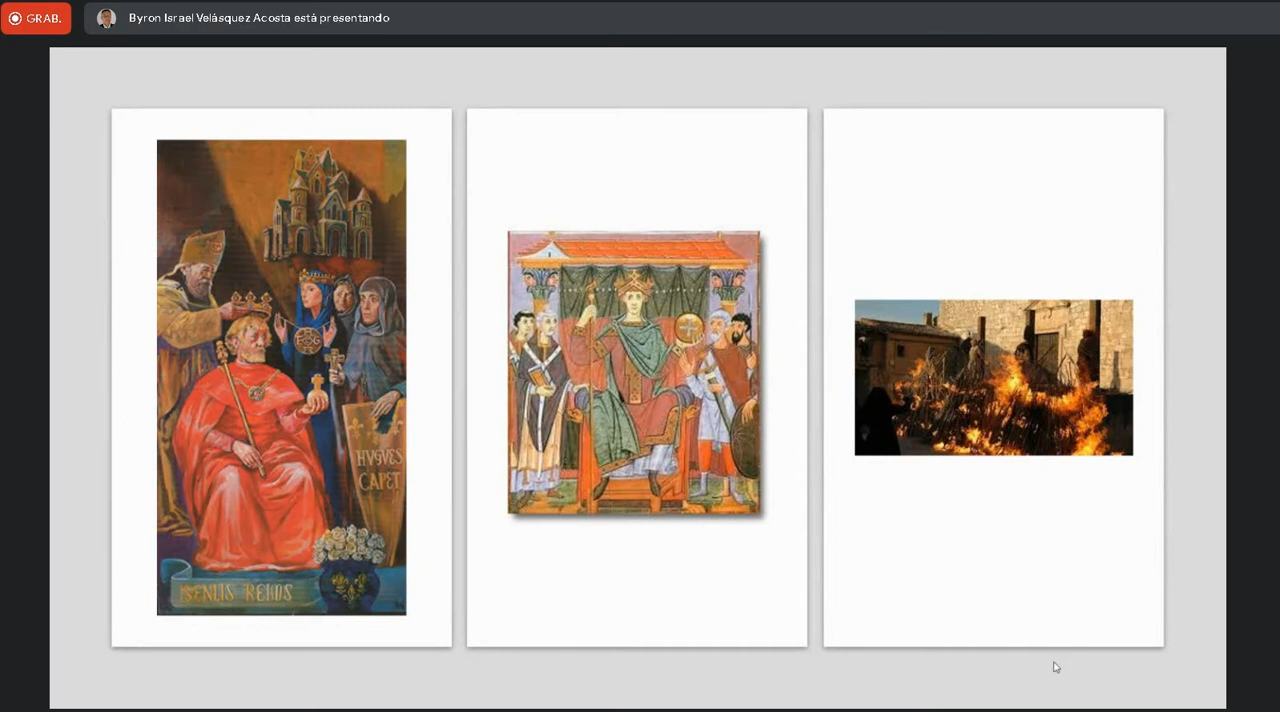 GRAB.
Byron Israel Velásquez Acosta está presentando
HVGVES
CAPET
SENLIS REIMS